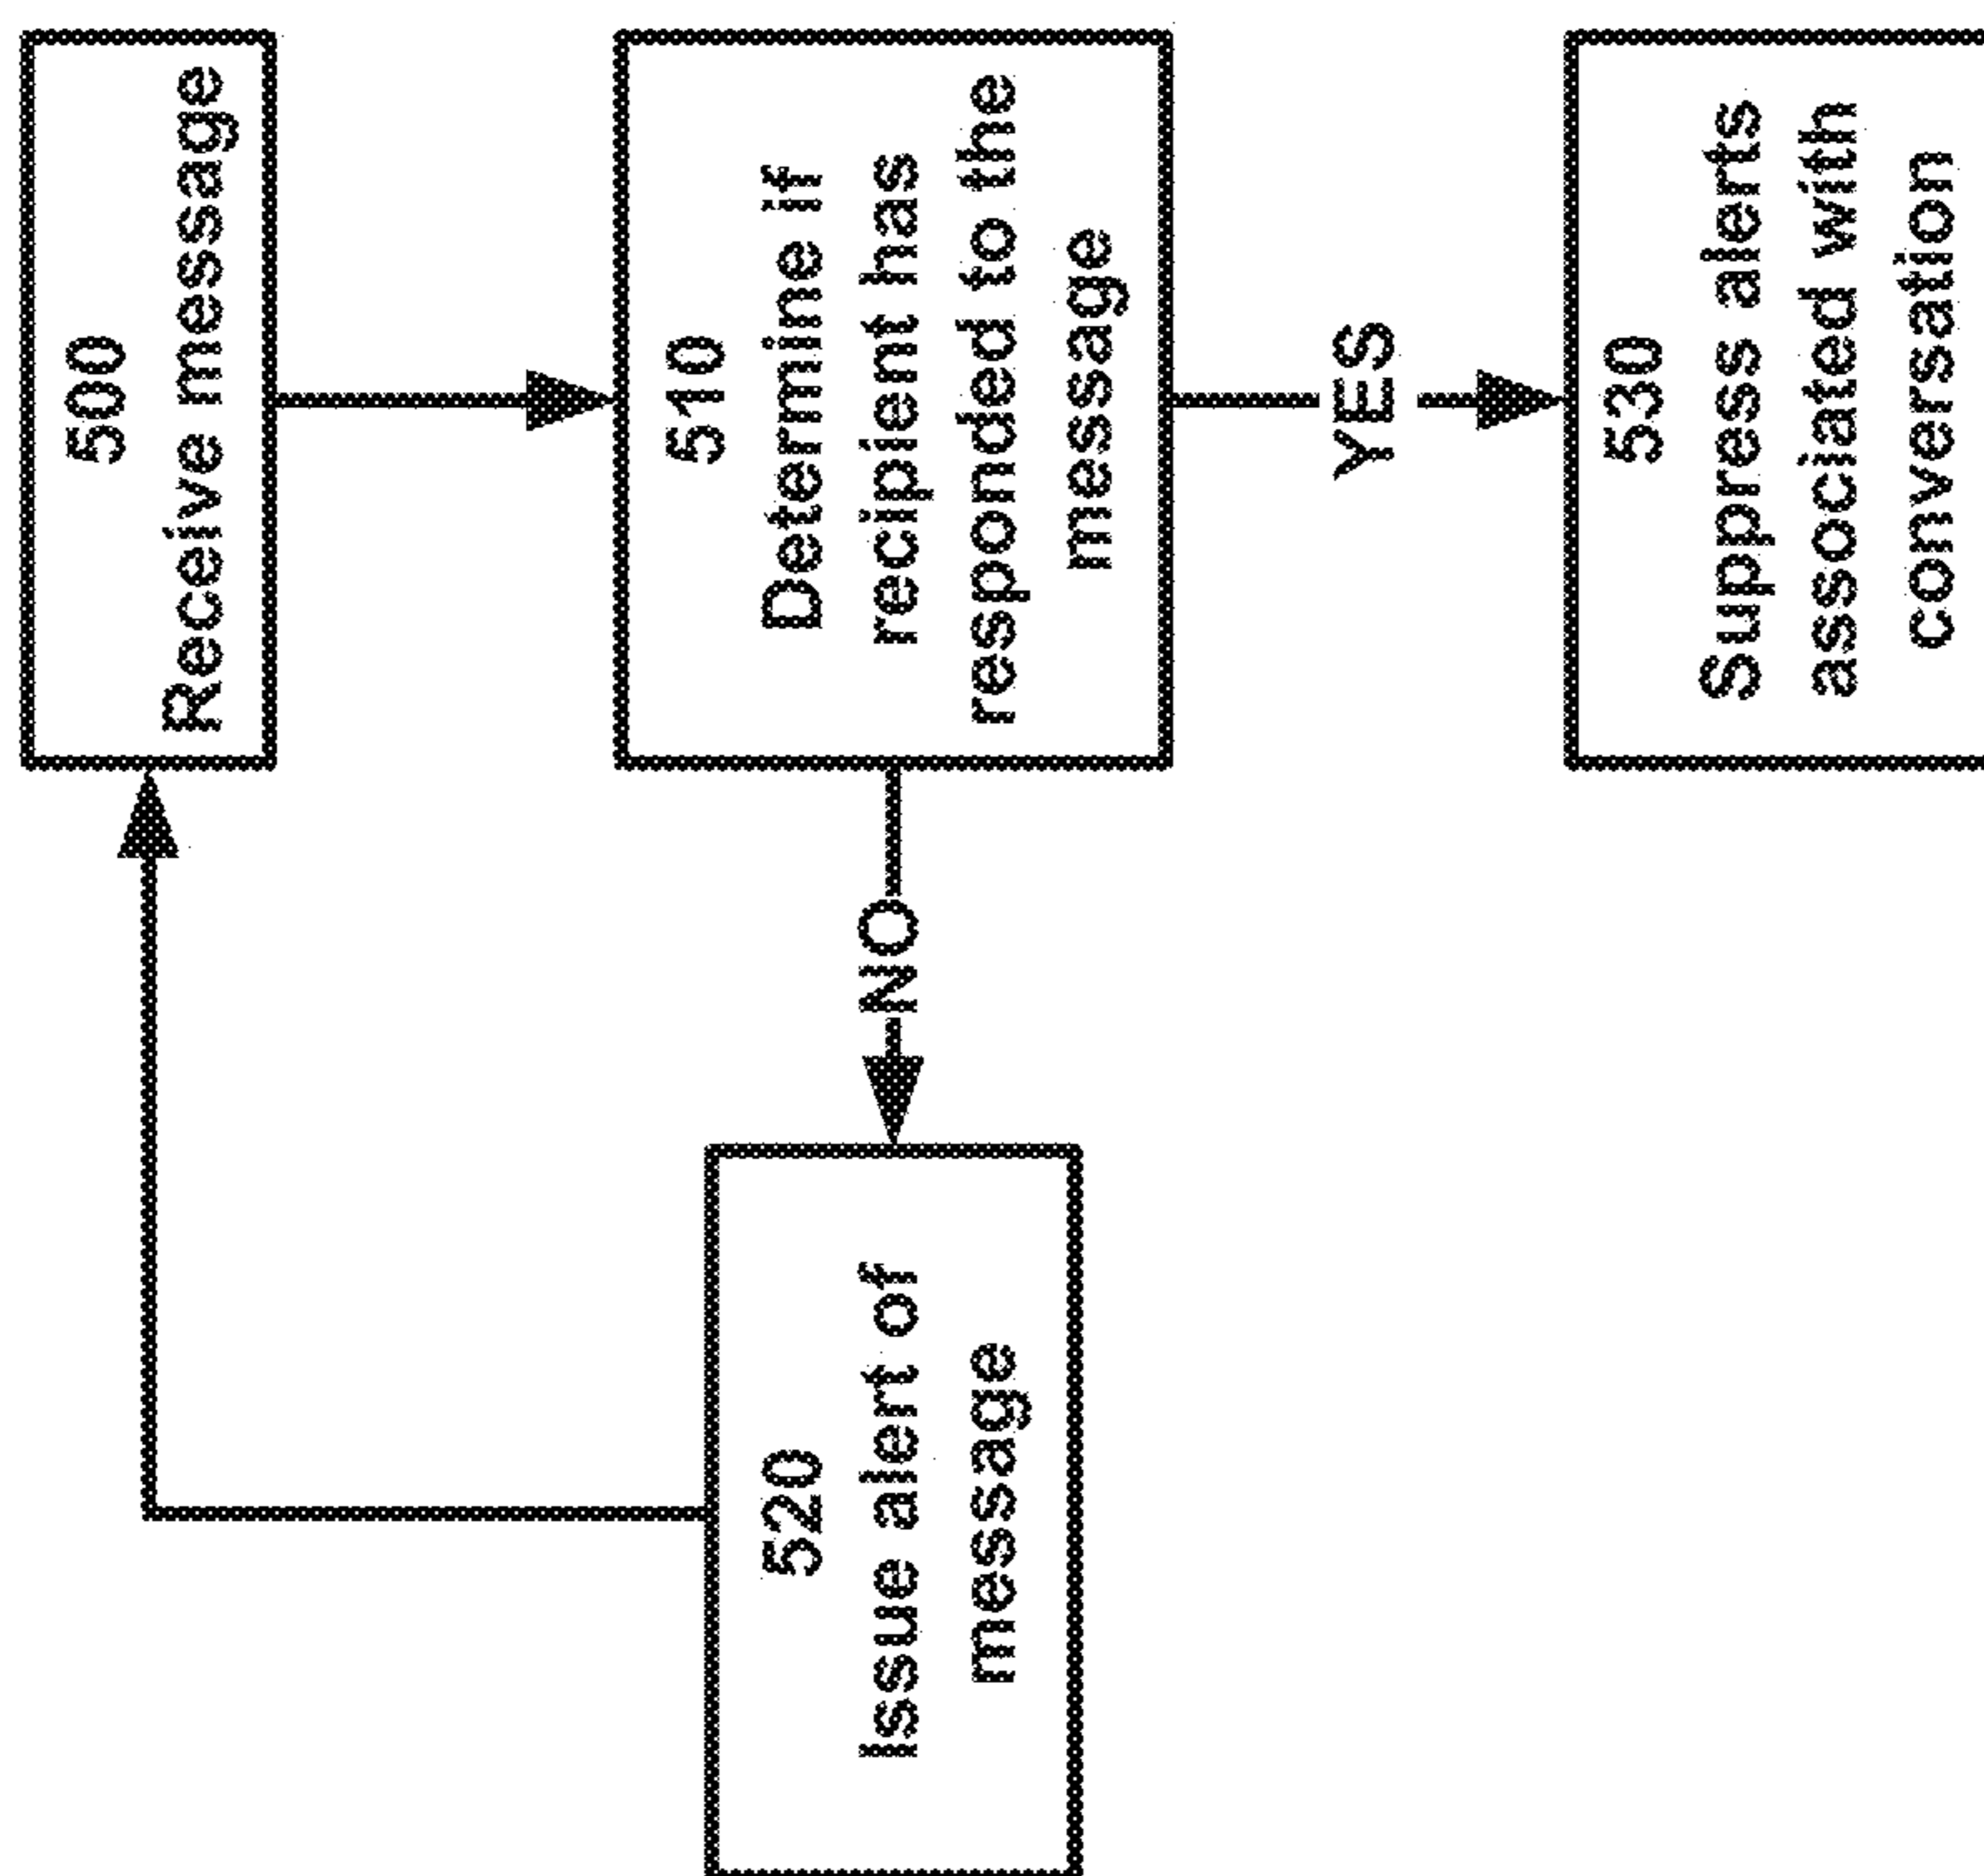 500
Receive message
510
Determine if
recipient has
responded to the
message
NO
520
Issue alert of
message
YES
530
Suppress alerts
associated with
conversation